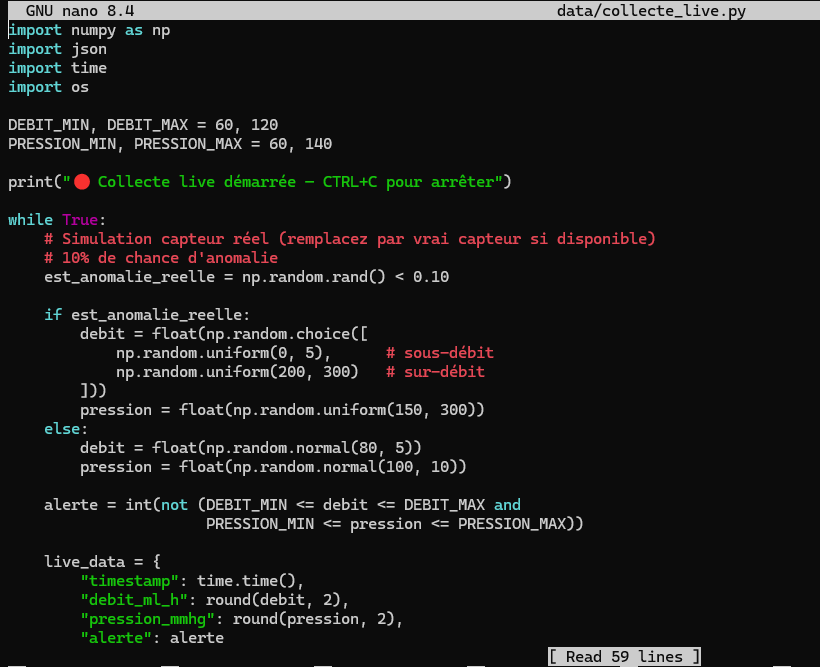 GNU nano 8.4 data/collecte_live.py
import numpy as np
import json
import time
import os

DEBIT_MIN, DEBIT_MAX = 60, 120
PRESSION_MIN, PRESSION_MAX = 60, 140

print("🔴 Collecte live démarrée — CTRL+C pour arrêter")

while True:
    # Simulation capteur réel (remplacez par vrai capteur si disponible)
    # 10% de chance d'anomalie
    est_anomalie_reelle = np.random.rand() < 0.10

    if est_anomalie_reelle:
        debit = float(np.random.choice([
            np.random.uniform(0, 5),      # sous-débit
            np.random.uniform(200, 300)   # sur-débit
        ]))
        pression = float(np.random.uniform(150, 300))
    else:
        debit = float(np.random.normal(80, 5))
        pression = float(np.random.normal(100, 10))

    alerte = int(not (DEBIT_MIN <= debit <= DEBIT_MAX and
                      PRESSION_MIN <= pression <= PRESSION_MAX))

    live_data = {
        "timestamp": time.time(),
        "debit_ml_h": round(debit, 2),
        "pression_mmhg": round(pression, 2),
        "alerte": alerte
[ Read 59 lines ]